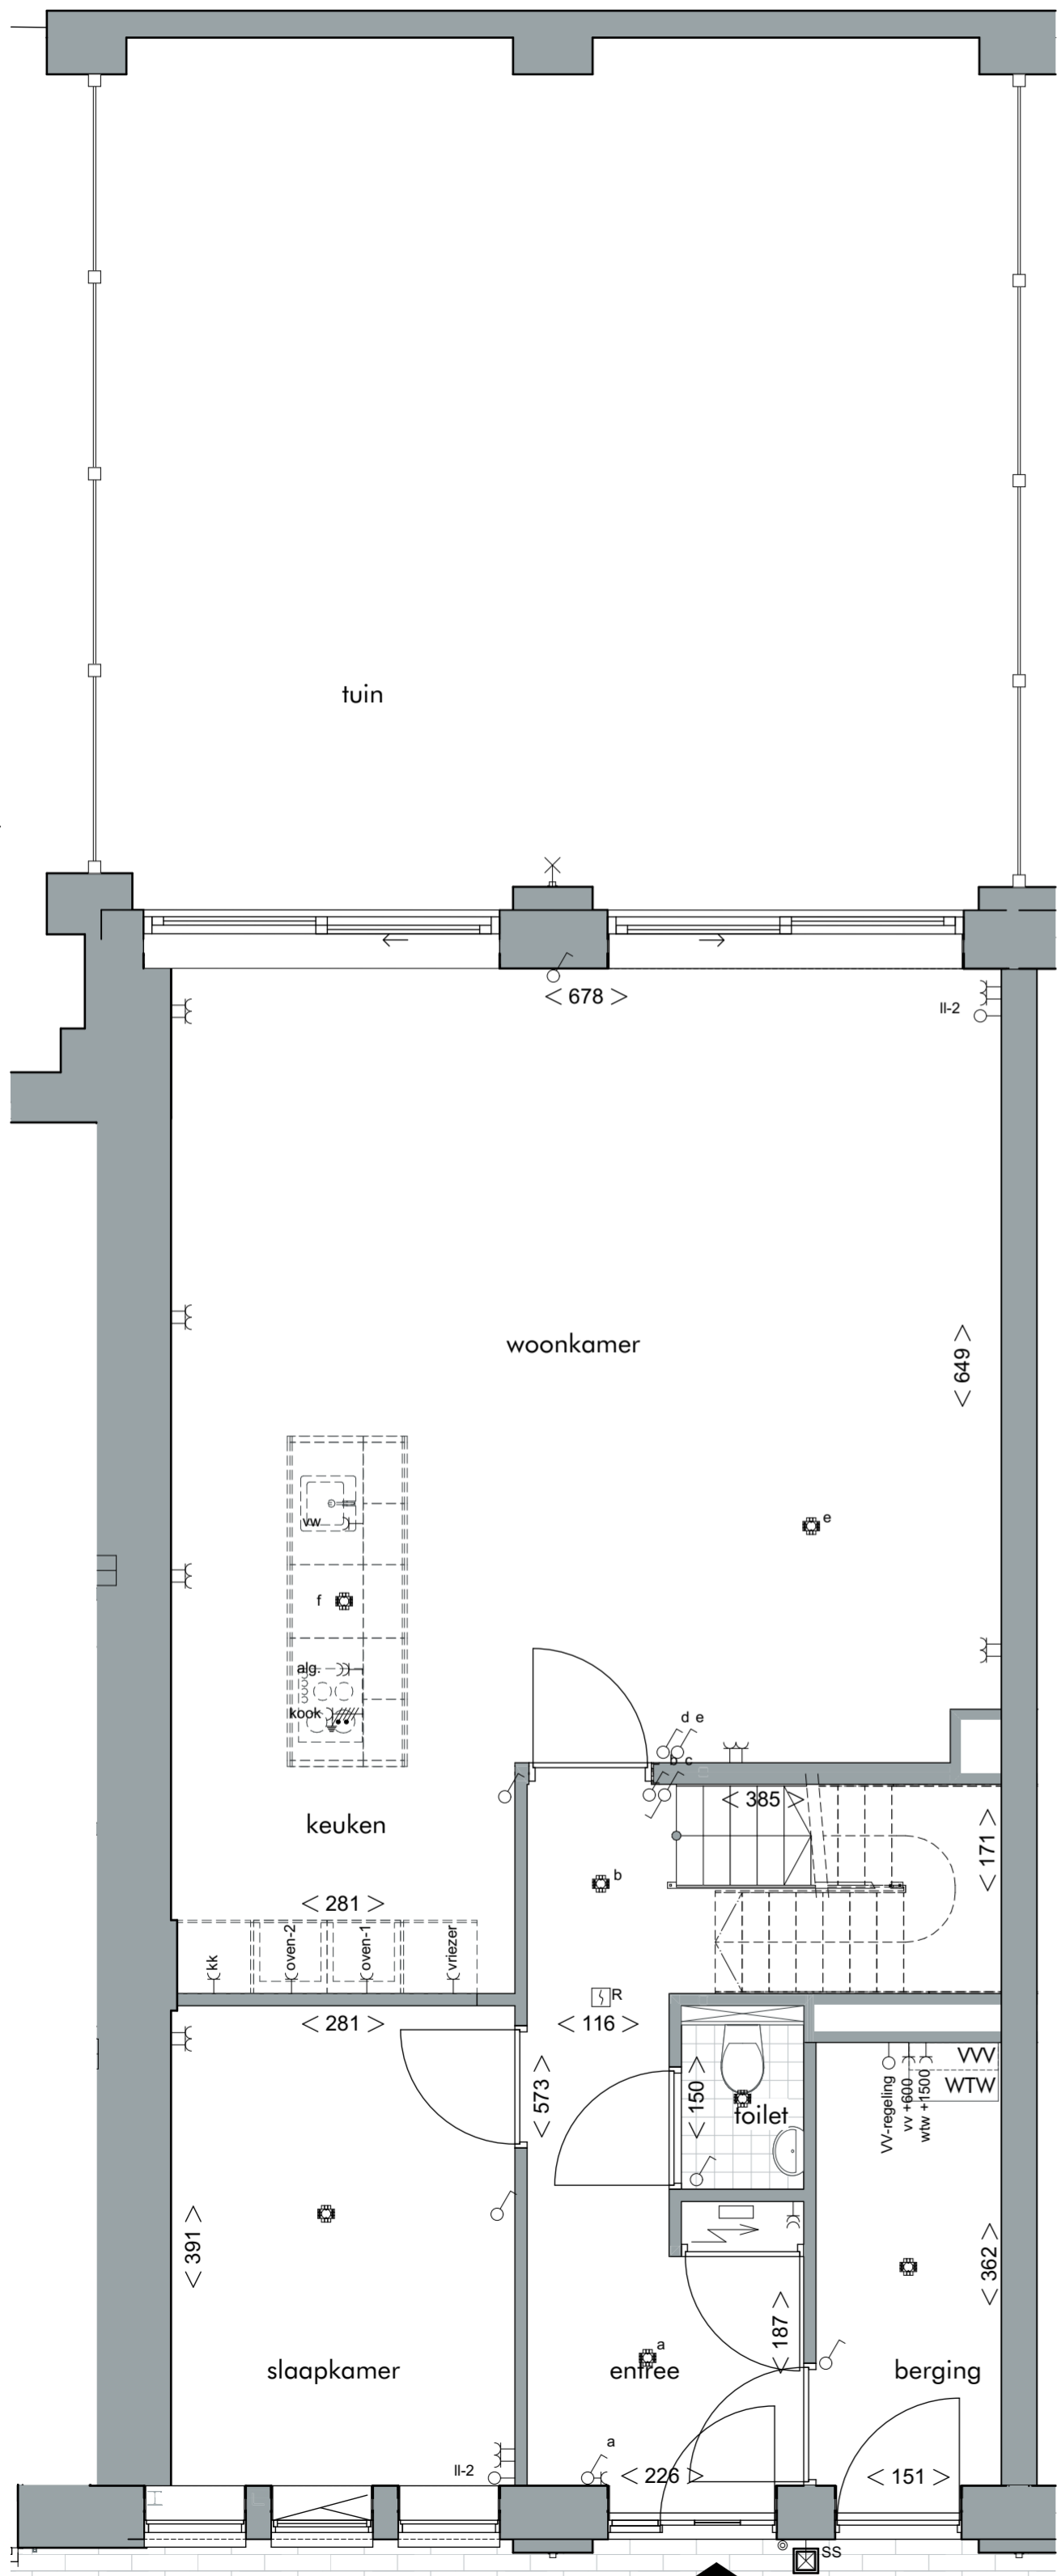 tuin
< 678 >
II-2
woonkamer
< 649 >
e
vw
f
alg.
kook
d e
b c
< 385 >
keuken
< 171 >
b
< 281 >
kk
oven-2
oven-1
vriezer
R
< 281 >
< 116 >
VVV
WTW
< 573 >
< 150 >
toilet
VV-regeling
vv +600
wtw +1500
< 391 >
< 362 >
< 187 >
a
slaapkamer
entree
berging
a
II-2
< 226 >
< 151 >
SS